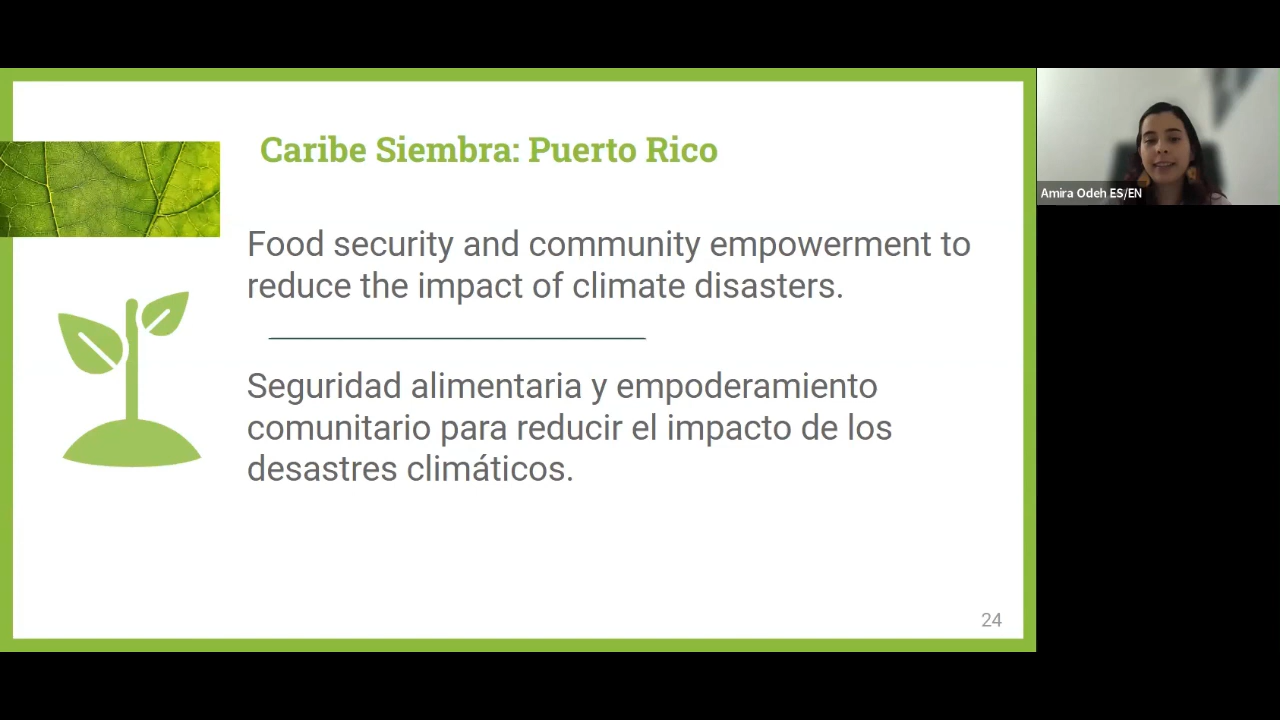 Caribe Siembra: Puerto Rico
Food security and community empowerment to
reduce the impact of climate disasters.
Seguridad alimentaria y empoderamiento
comunitario para reducir el impacto de los
desastres climáticos.
24
Amira Odeh ES/EN